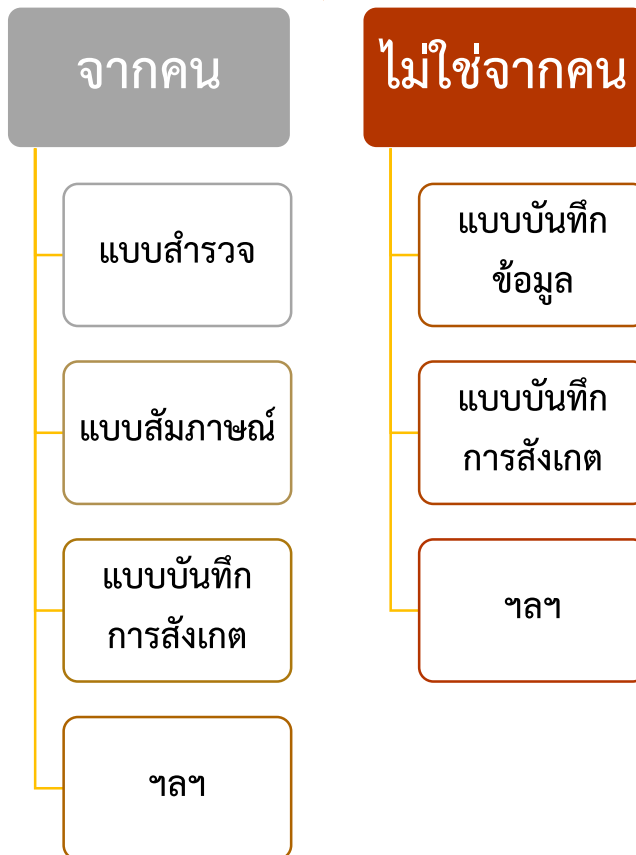 จากคน
แบบสำรวจ
แบบสัมภาษณ์
แบบบันทึก
การสังเกต
ฯลฯ
ไม่ใช่จากคน
แบบบันทึก
ข้อมูล
แบบบันทึก
การสังเกต
ฯลฯ